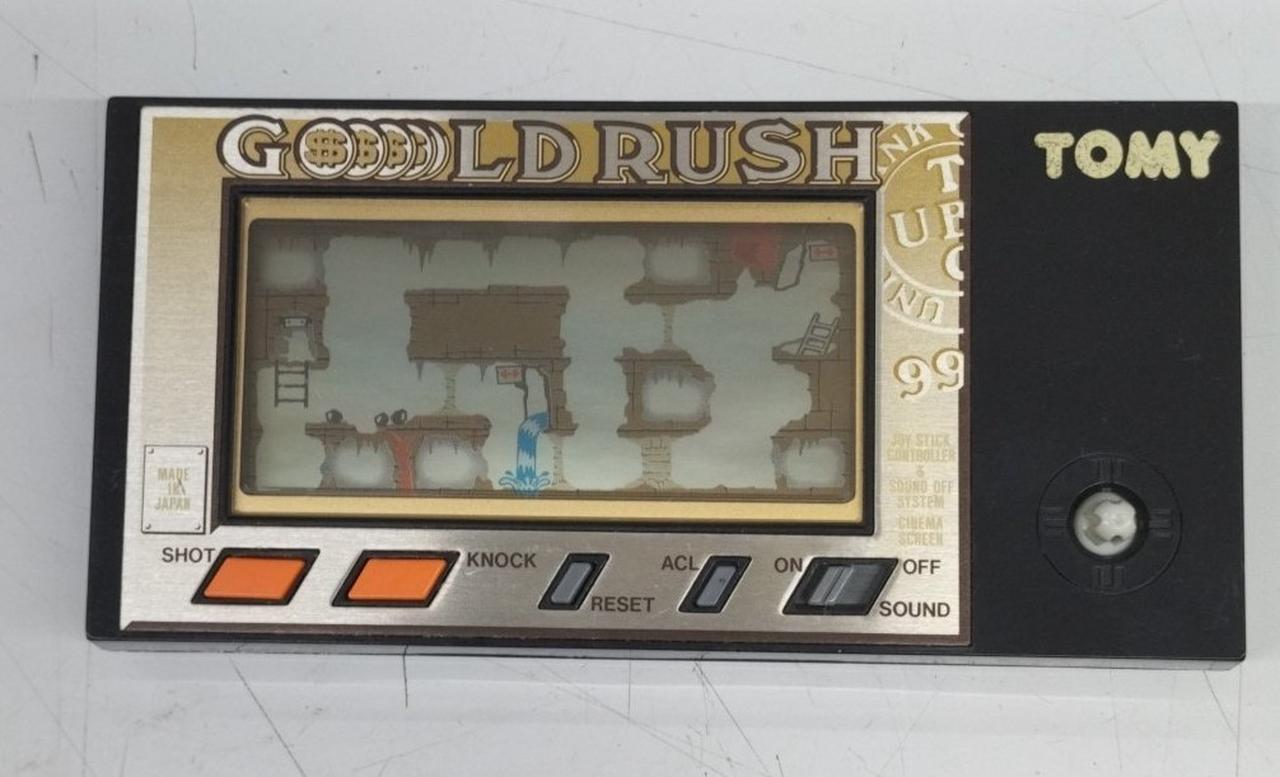 GOLD RUSH
TOMY
99
MADE
IN
JAPAN
JOY STICK
CONTROLLER
&
SOUND OFF
SYSTEM
CINEMA
SCREEN
SHOT
KNOCK
RESET
ACL
ON
OFF
SOUND